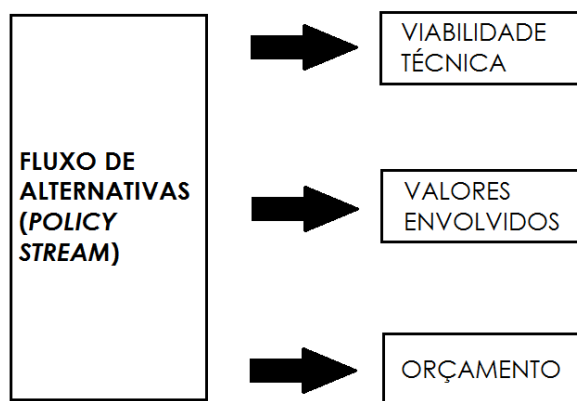 FLUXO DE
ALTERNATIVAS
(POLICY
STREAM)
VIABILIDADE
TÉCNICA
VALORES
ENVOLVIDOS
ORÇAMENTO